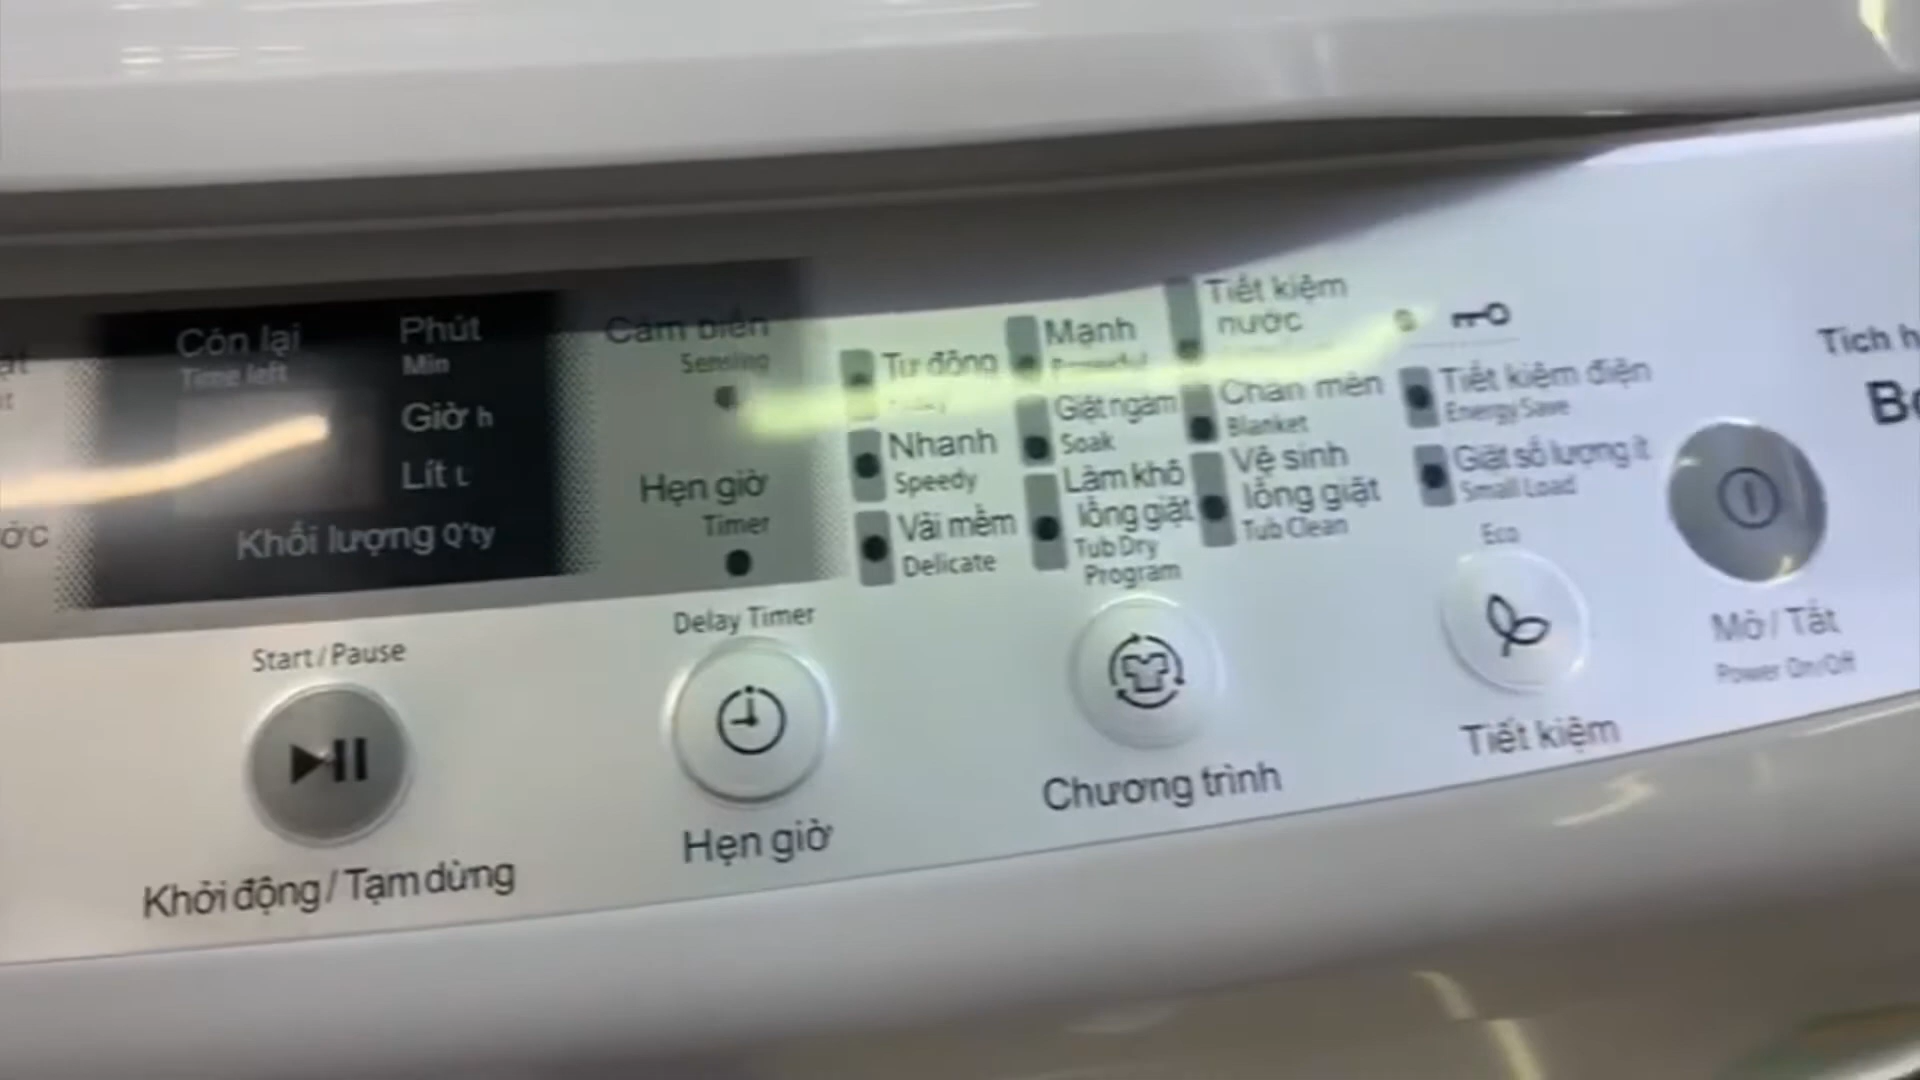 Còn lại
Time left
Phút
Min
Giờ h
Lít L
Khối lượng Q'ty
Cảm biến
Sensing
Hẹn giờ
Timer
Tự động
Nhanh
Speedy
Vải mềm
Delicate
Mạnh
Powerful
Giặt ngâm
Soak
Làm khô
lồng giặt
Tub Dry
Tiết kiệm
nước
Chăn mền
Blanket
Vệ sinh
lồng giặt
Tub Clean
Tiết kiệm điện
Energy Save
Giặt số lượng ít
Small Load
Start/Pause
Khởi động/Tạm dừng
Delay Timer
Hẹn giờ
Program
Chương trình
Eco
Tiết kiệm
Mở/Tắt
Power On/Off
Tích